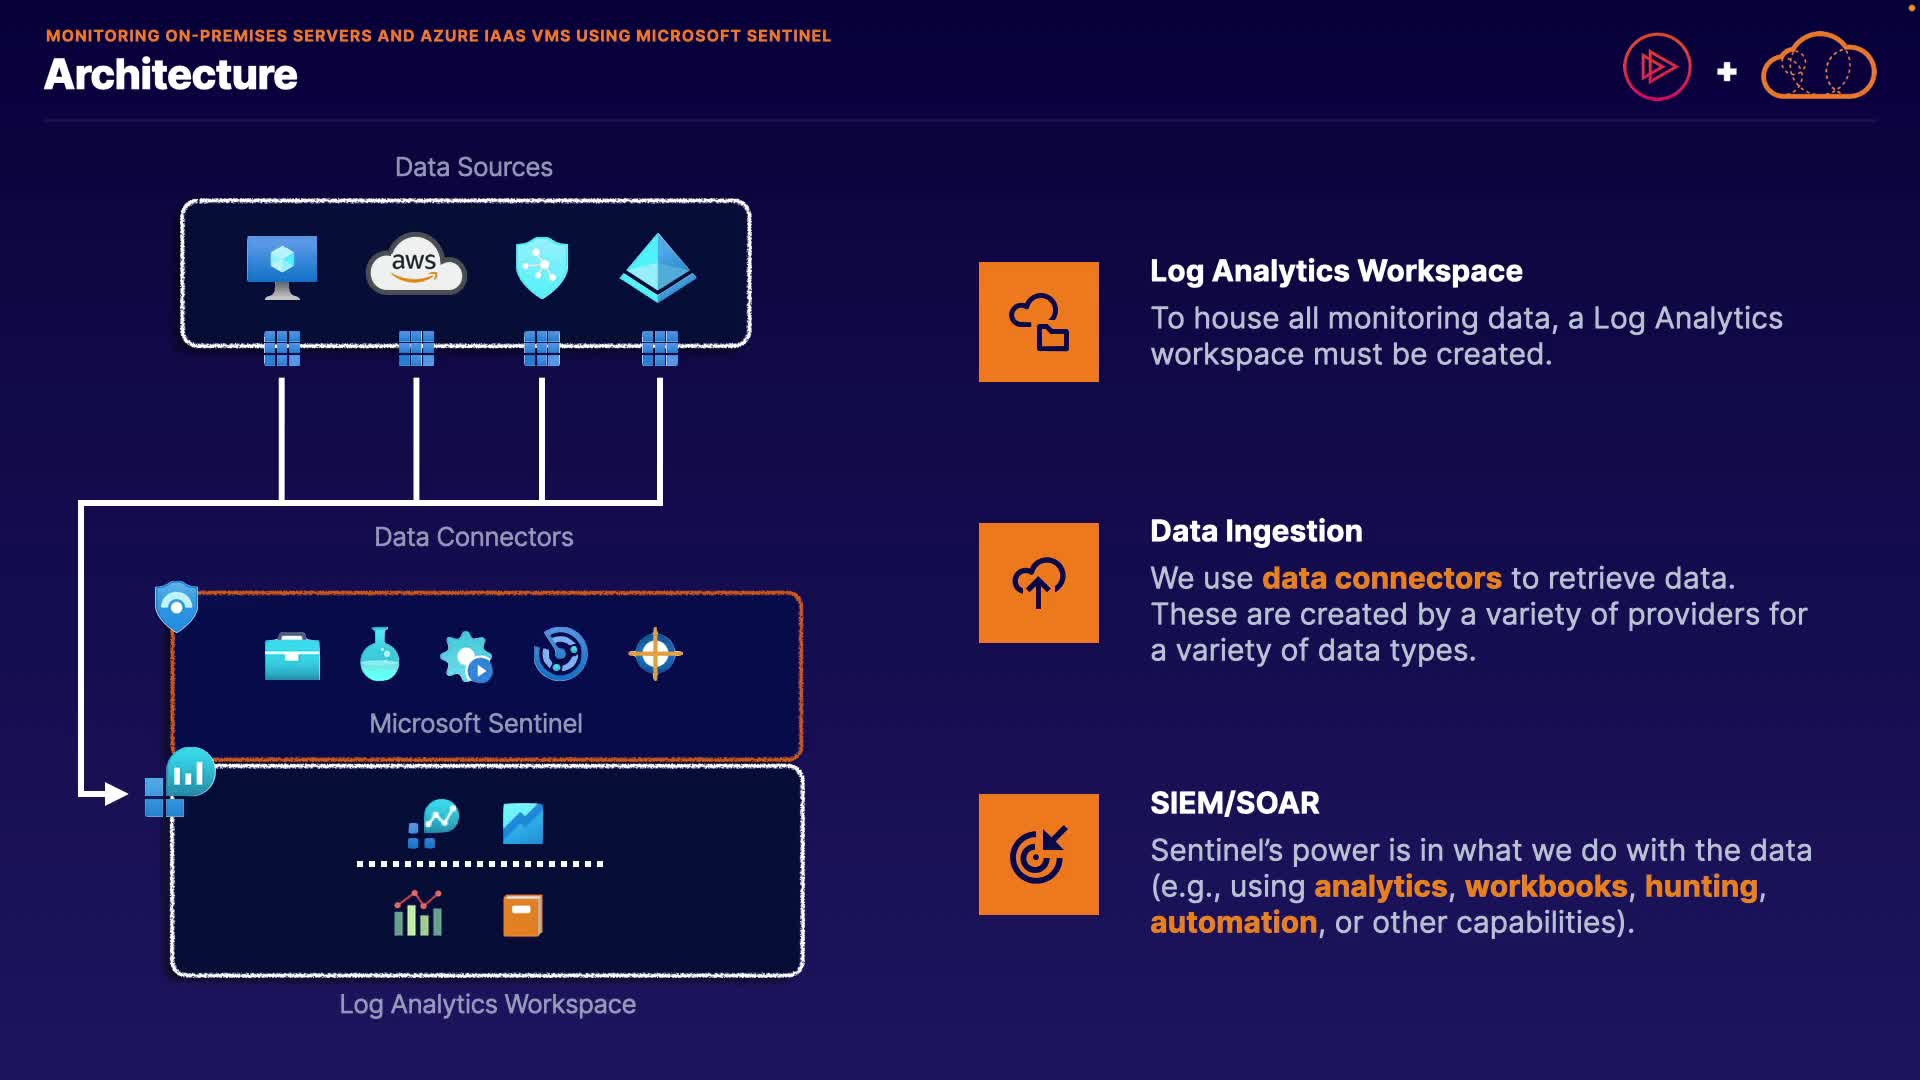 MONITORING ON-PREMISES SERVERS AND AZURE IAAS VMS USING MICROSOFT SENTINEL
Architecture
Data Sources
aws
Data Connectors
Microsoft Sentinel
Log Analytics Workspace
Log Analytics Workspace
To house all monitoring data, a Log Analytics
workspace must be created.
Data Ingestion
We use data connectors to retrieve data.
These are created by a variety of providers for
a variety of data types.
SIEM/SOAR
Sentinel’s power is in what we do with the data
(e.g., using analytics, workbooks, hunting,
automation, or other capabilities).